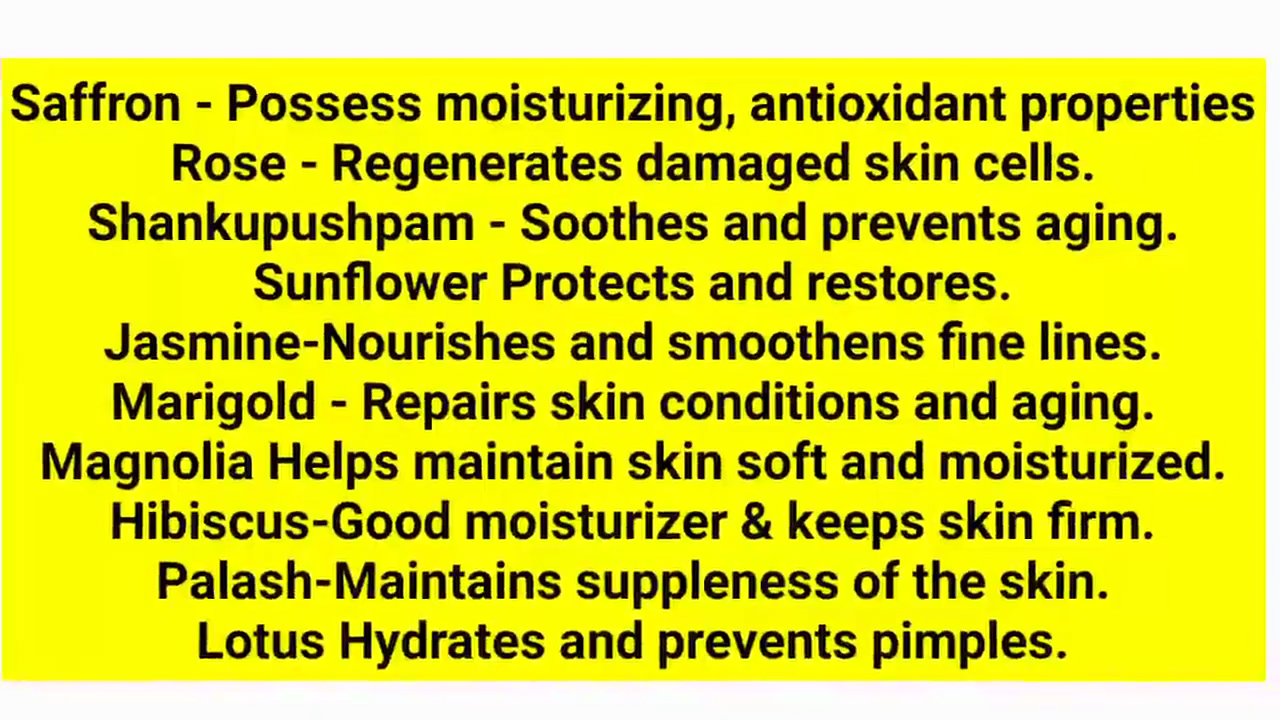 Saffron - Possess moisturizing, antioxidant properties
Rose - Regenerates damaged skin cells.
Shankupushpam - Soothes and prevents aging.
Sunflower Protects and restores.
Jasmine-Nourishes and smoothens fine lines.
Marigold - Repairs skin conditions and aging.
Magnolia Helps maintain skin soft and moisturized.
Hibiscus-Good moisturizer & keeps skin firm.
Palash-Maintains suppleness of the skin.
Lotus Hydrates and prevents pimples.